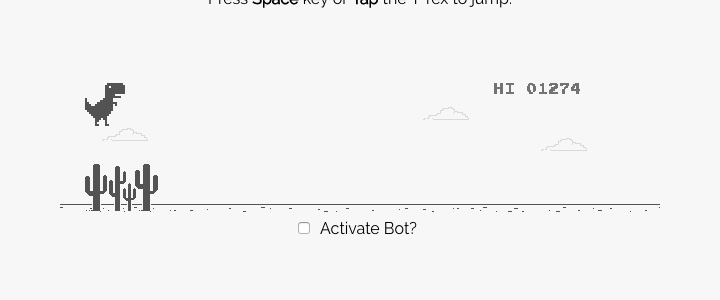 Press Space key or Tap the T-rex to jump.
HI 01274
Activate Bot?